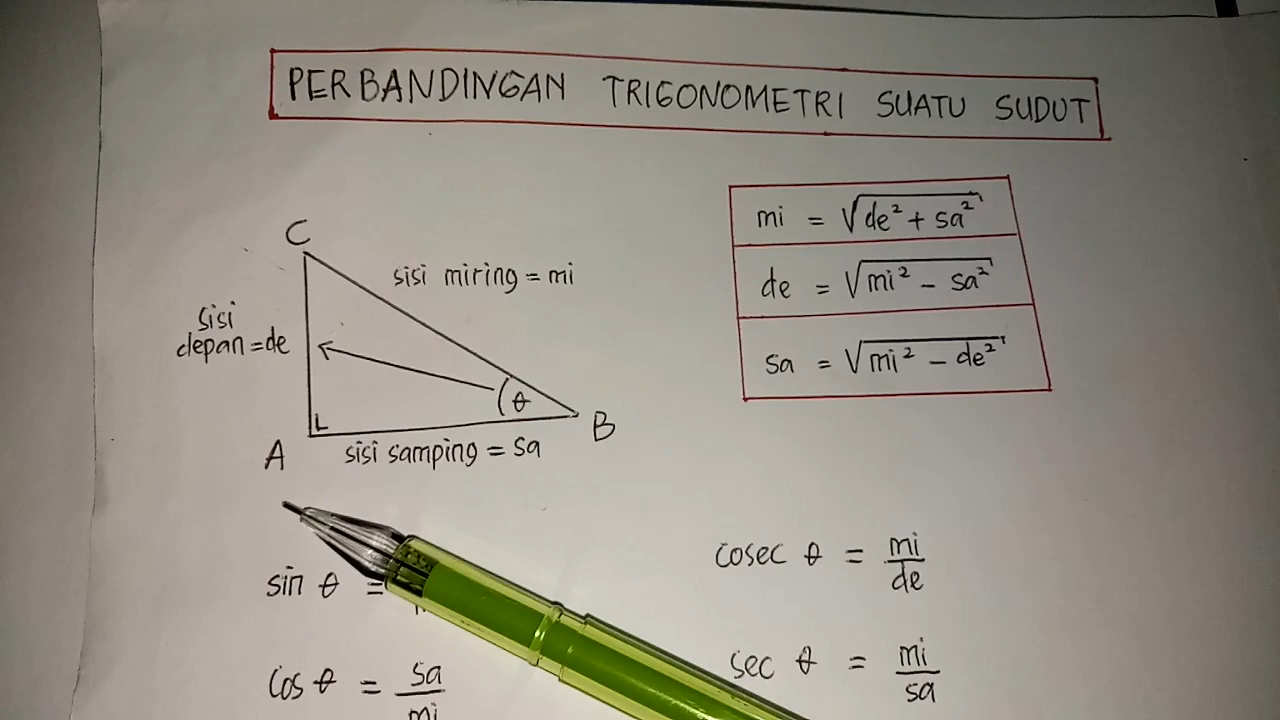 PERBANDINGAN TRIGONOMETRI SUATU SUDUT
C
sisi miring = mi
sisi
depan = de
θ
A
B
sisi samping = sa
mi = √de² + sa²
de = √mi² - sa²
sa = √mi² - de²
sin θ =
cosec θ = mi/de
cos θ = sa/mi
sec θ = mi/sa